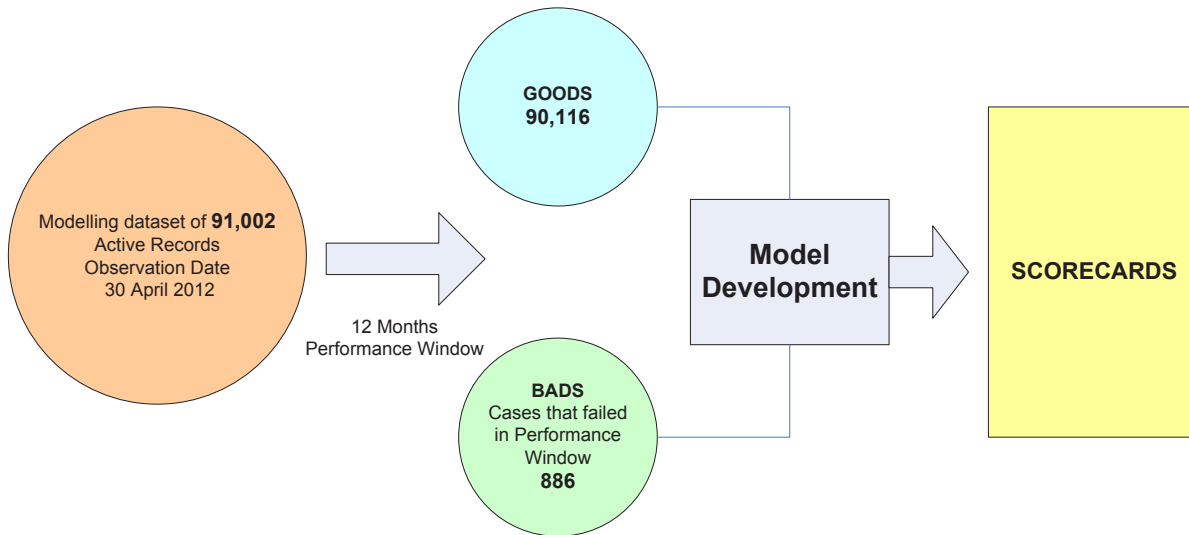 Modelling dataset of 91,002
Active Records
Observation Date
30 April 2012
12 Months
Performance Window
GOODS
90,116
BADS
Cases that failed
in Performance
Window
886
Model
Development
SCORECARDS